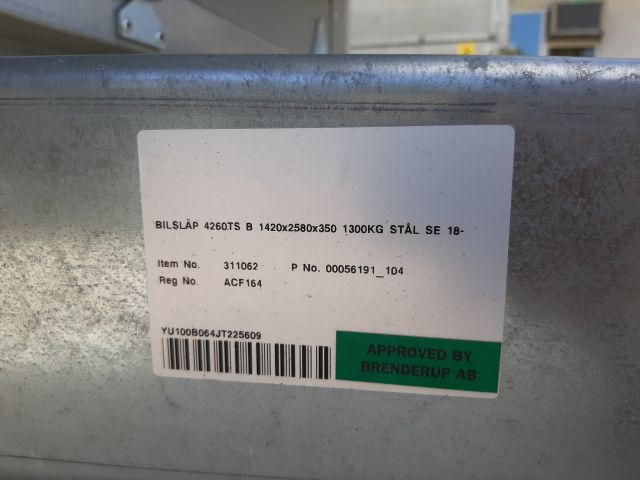 BILSLÄP 4260TS B 1420x2580x350 1300KG STÅL SE 18-
Item No. 311062 P No. 00056191_104
Reg No. ACF164
YU100B064JT225609
APPROVED BY
BRENDERUP AB